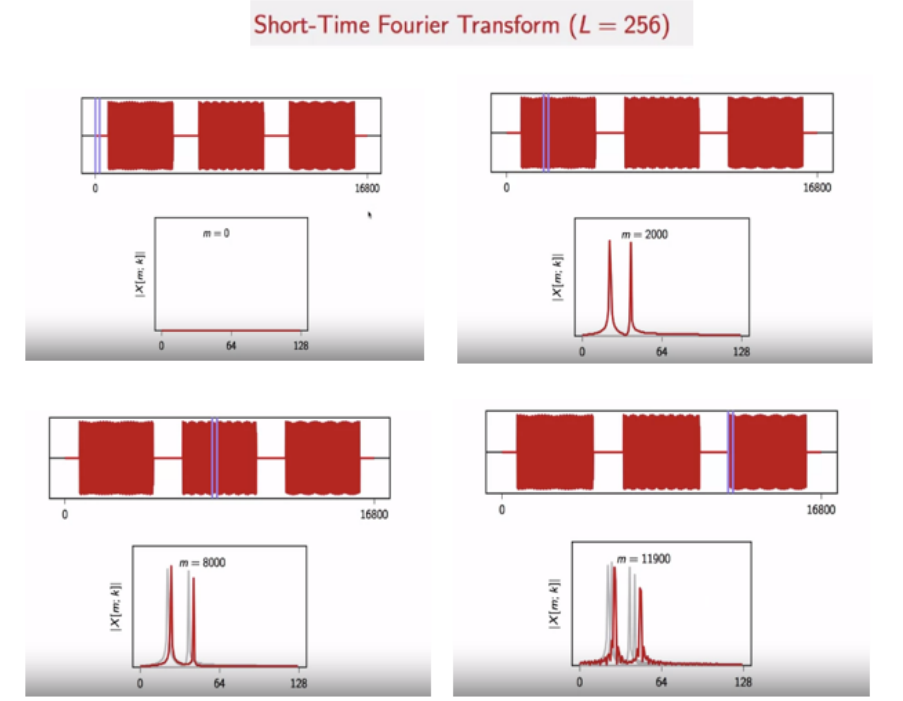 Short-Time Fourier Transform (L = 256)
0 16800
m = 0
|X[m; k]|
0 64 128
0 16800
m = 2000
|X[m; k]|
0 64 128
0 16800
m = 8000
|X[m; k]|
0 64 128
0 16800
m = 11900
|X[m; k]|
0 64 128